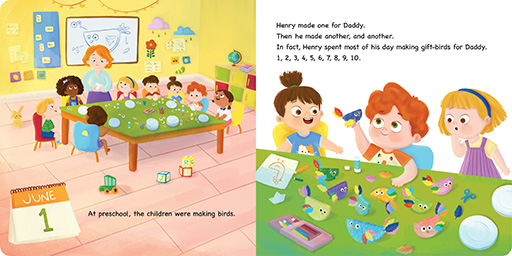 JUNE
1
At preschool, the children were making birds.
Henry made one for Daddy.
Then he made another, and another.
In fact, Henry spent most of his day making gift-birds for Daddy.
1, 2, 3, 4, 5, 6, 7, 8, 9, 10.